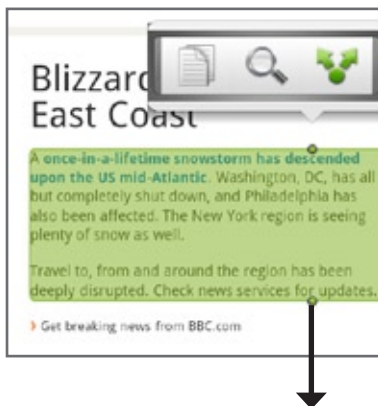 Blizzard
East Coast
A once-in-a-lifetime snowstorm has descended
upon the US mid-Atlantic. Washington, DC, has all
but completely shut down, and Philadelphia has
also been affected. The New York region is seeing
plenty of snow as well.
Travel to, from and around the region has been
deeply disrupted. Check news services for updates.
› Get breaking news from BBC.com